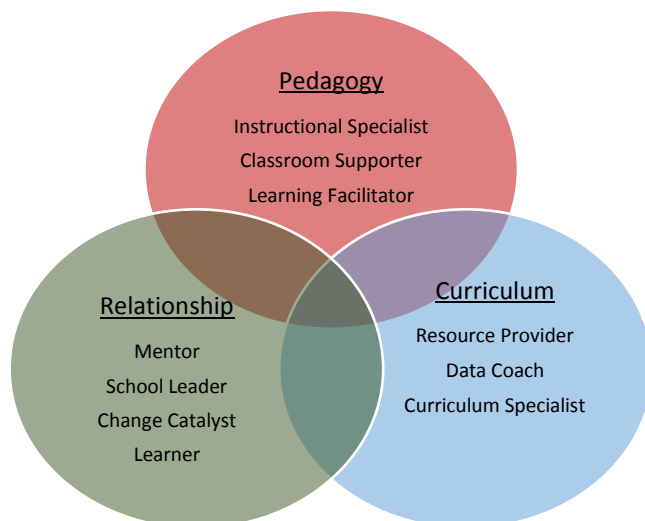 Pedagogy
Instructional Specialist
Classroom Supporter
Learning Facilitator
Relationship
Mentor
School Leader
Change Catalyst
Learner
Curriculum
Resource Provider
Data Coach
Curriculum Specialist